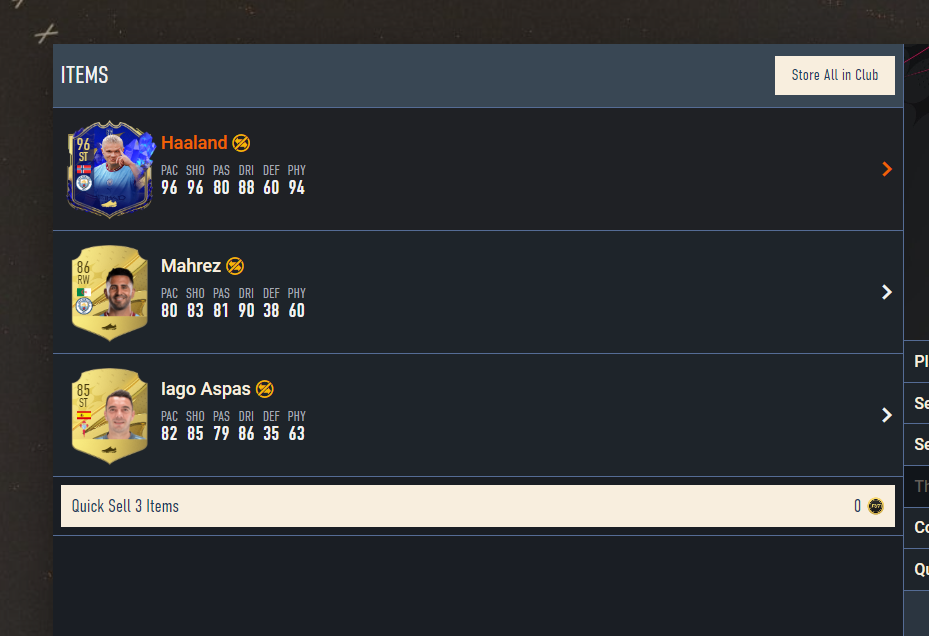 ITEMS
Store All in Club
96
ST
Haaland
PAC SHO PAS DRI DEF PHY
96 96 80 88 60 94
86
RW
Mahrez
PAC SHO PAS DRI DEF PHY
80 83 81 90 38 60
85
ST
Iago Aspas
PAC SHO PAS DRI DEF PHY
82 85 79 86 35 63
Quick Sell 3 Items 0
Pl
Se
Se
Th
Co
Qu